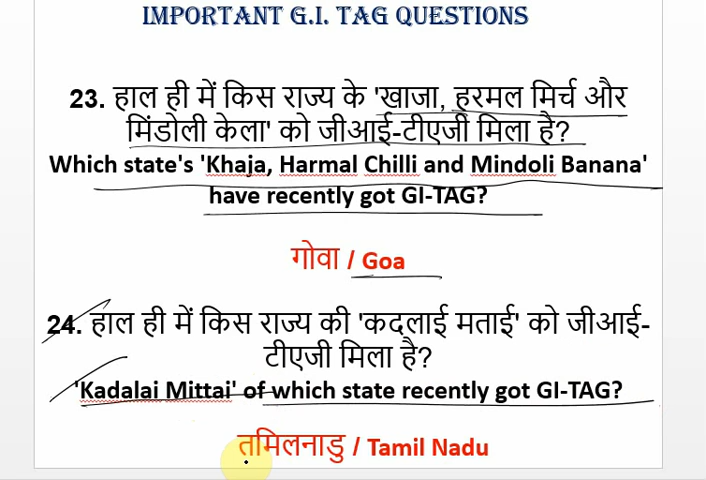 IMPORTANT G.I. TAG QUESTIONS
23. हाल ही में किस राज्य के 'खाजा, हरमल मिर्च और
मिंडोली केला' को जीआई-टीएजी मिला है?
Which state's 'Khaja, Harmal Chilli and Mindoli Banana'
have recently got GI-TAG?
गोवा / Goa
24. हाल ही में किस राज्य की 'कदलाई मताई' को जीआई-
टीएजी मिला है?
'Kadalai Mittai' of which state recently got GI-TAG?
तमिलनाडु / Tamil Nadu